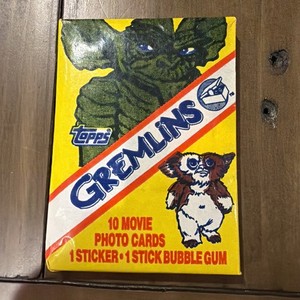 topps
GREMLINS
10 MOVIE
PHOTO CARDS
1 STICKER • 1 STICK BUBBLE GUM